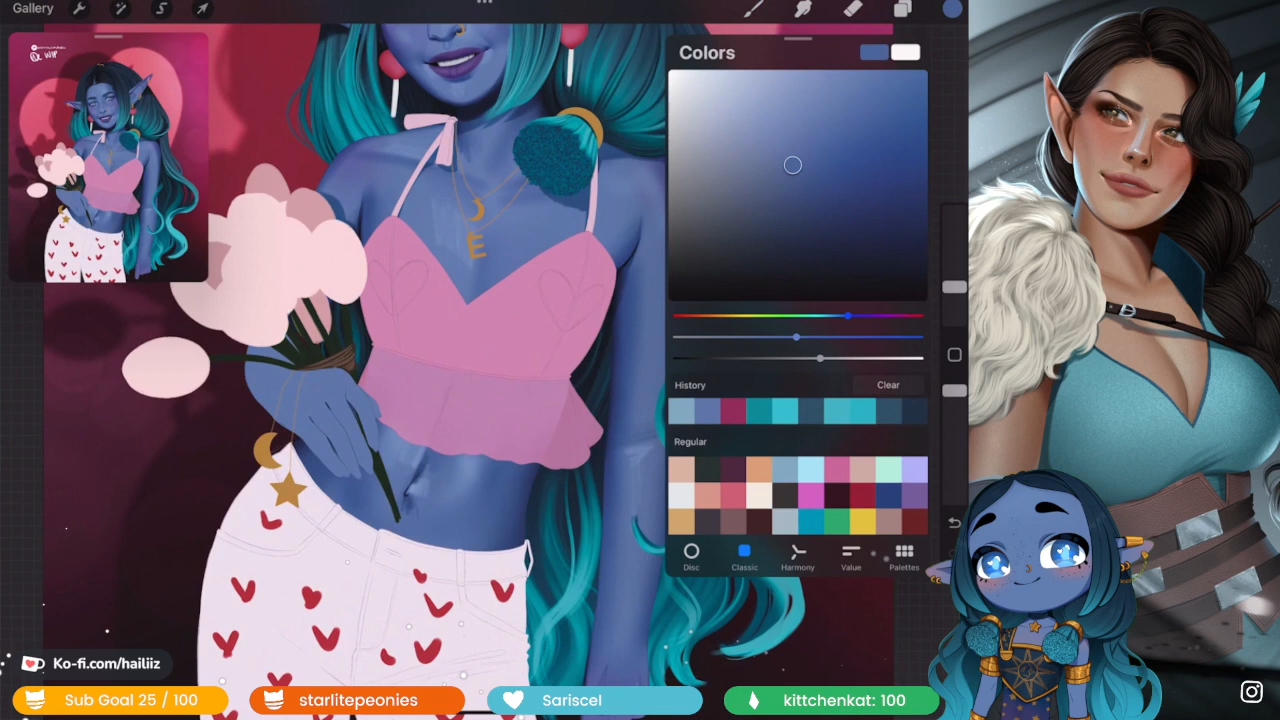 Gallery
Colors
WIP
History
Clear
Regular
Disc
Classic
Harmony
Value
Palettes
E
Ko-fi.com/hailiiz
Sub Goal 25 / 100
starlitepeonies
Sariscel
kittchenkat: 100